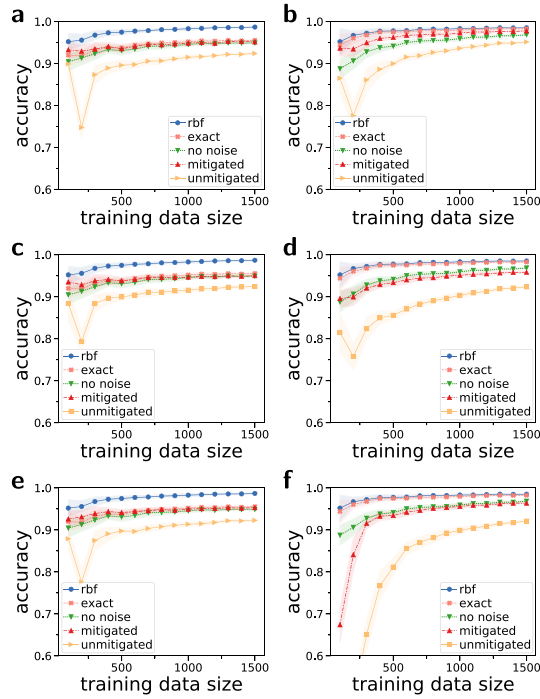 a
b
accuracy
1.0
0.9
0.8
0.7
0.6
rbf
exact
no noise
mitigated
unmitigated
500
1000
1500
training data size
accuracy
1.0
0.9
0.8
0.7
0.6
rbf
exact
no noise
mitigated
unmitigated
500
1000
1500
training data size
c
d
accuracy
1.0
0.9
0.8
0.7
0.6
rbf
exact
no noise
mitigated
unmitigated
500
1000
1500
training data size
accuracy
1.0
0.9
0.8
0.7
0.6
rbf
exact
no noise
mitigated
unmitigated
500
1000
1500
training data size
e
f
accuracy
1.0
0.9
0.8
0.7
0.6
rbf
exact
no noise
mitigated
unmitigated
500
1000
1500
training data size
accuracy
1.0
0.9
0.8
0.7
0.6
rbf
exact
no noise
mitigated
unmitigated
500
1000
1500
training data size